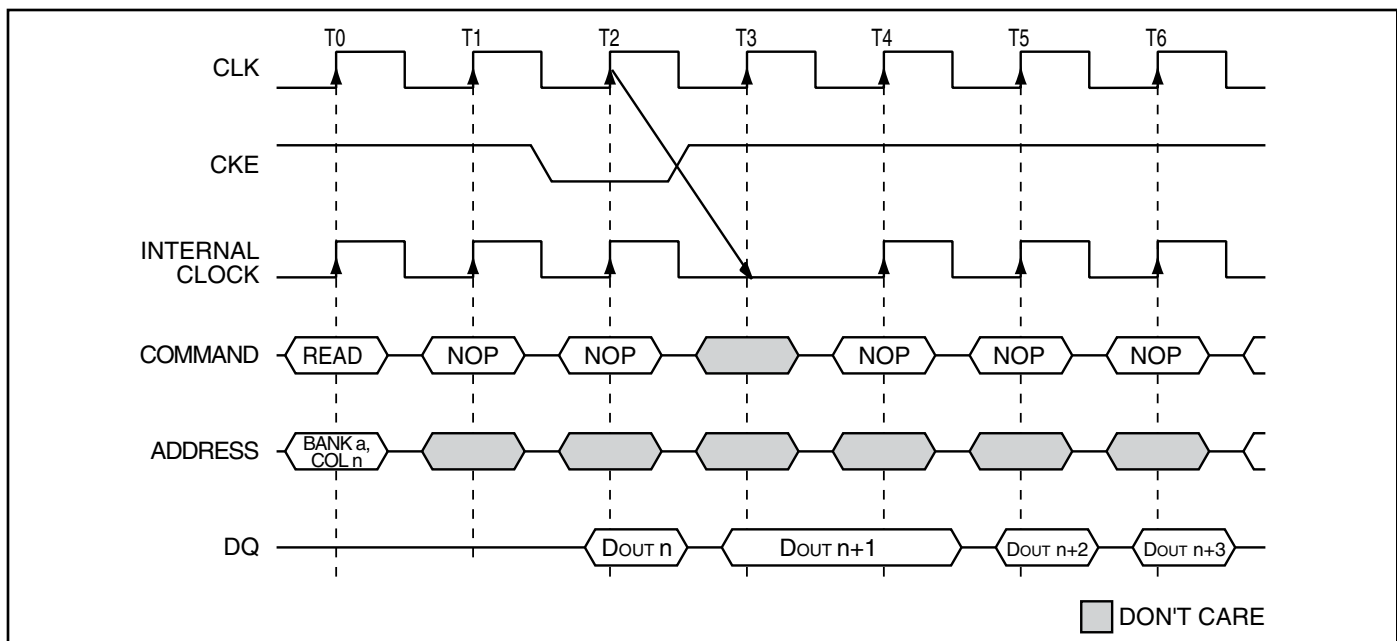 T0 T1 T2 T3 T4 T5 T6
CLK
CKE
INTERNAL
CLOCK
COMMAND READ NOP NOP NOP NOP NOP
ADDRESS BANK a,
COL n
DQ DOUT n DOUT n+1 DOUT n+2 DOUT n+3
DON'T CARE